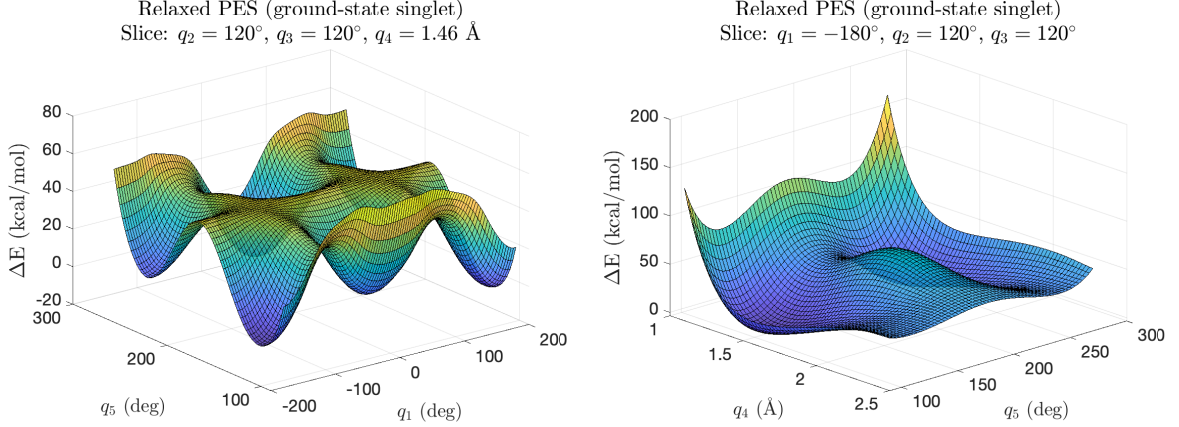 Relaxed PES (ground-state singlet)
Slice: q₂ = 120°, q₃ = 120°, q₄ = 1.46 Å
80
60
40
20
0
-20
ΔE (kcal/mol)
300
200
100
q₅ (deg)
-200
-100
0
100
200
q₁ (deg)
Relaxed PES (ground-state singlet)
Slice: q₁ = −180°, q₂ = 120°, q₃ = 120°
200
150
100
50
0
ΔE (kcal/mol)
1
1.5
2
2.5
q₄ (Å)
100
150
200
250
300
q₅ (deg)